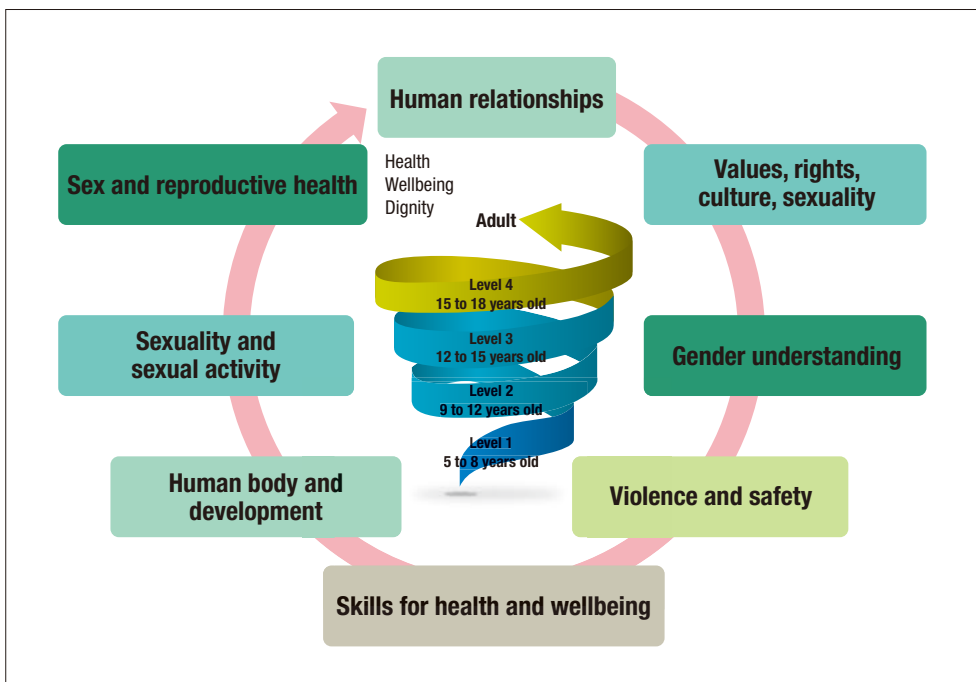 Human relationships
Sex and reproductive health
Health
Wellbeing
Dignity
Values, rights,
culture, sexuality
Adult
Level 4
15 to 18 years old
Sexuality and
sexual activity
Level 3
12 to 15 years old
Gender understanding
Level 2
9 to 12 years old
Level 1
5 to 8 years old
Human body and
development
Violence and safety
Skills for health and wellbeing